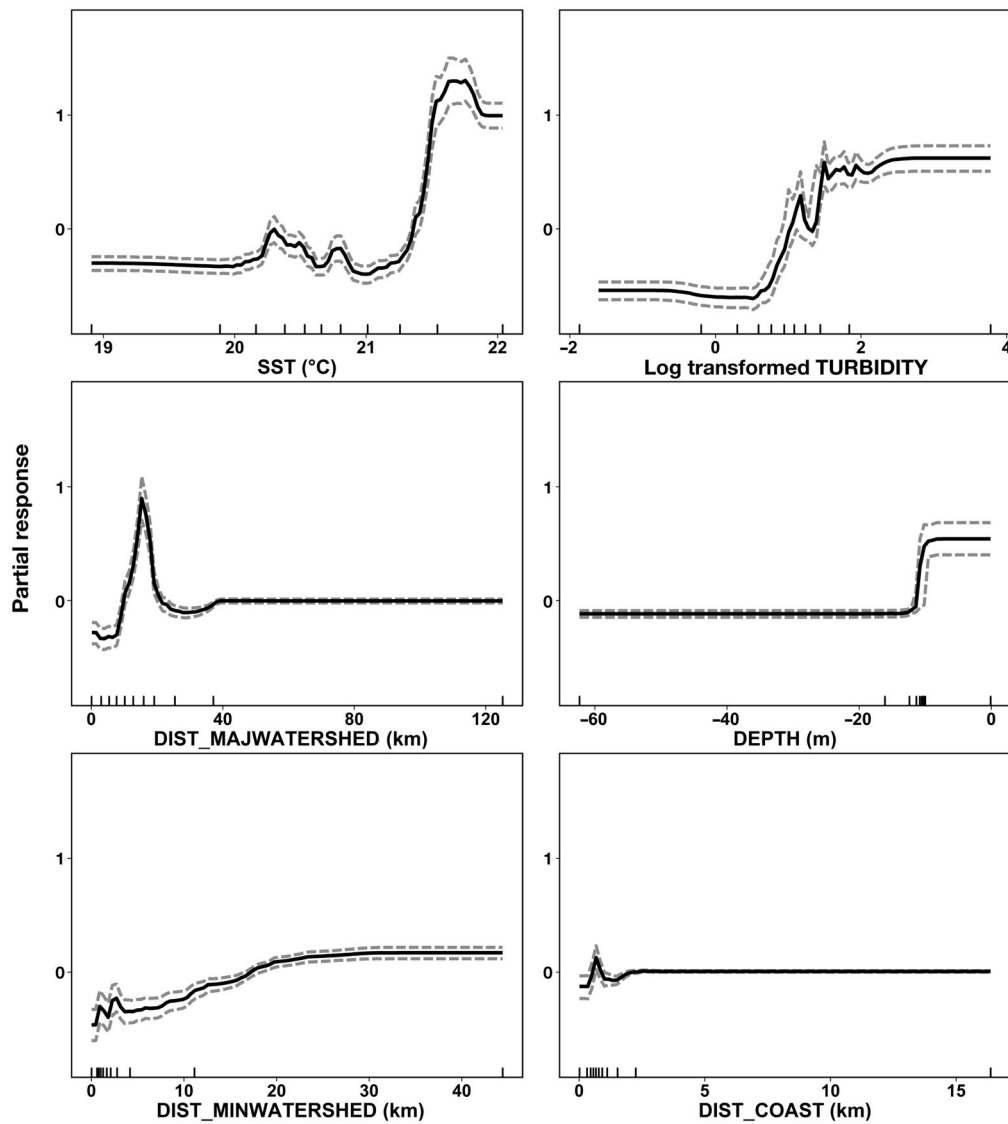 1
0
19 20 21 22
SST (°C)
1
0
−2 0 2 4
Log transformed TURBIDITY
Partial response
1
0
0 40 80 120
DIST_MAJWATERSHED (km)
1
0
−60 −40 −20 0
DEPTH (m)
1
0
0 10 20 30 40
DIST_MINWATERSHED (km)
1
0
0 5 10 15
DIST_COAST (km)